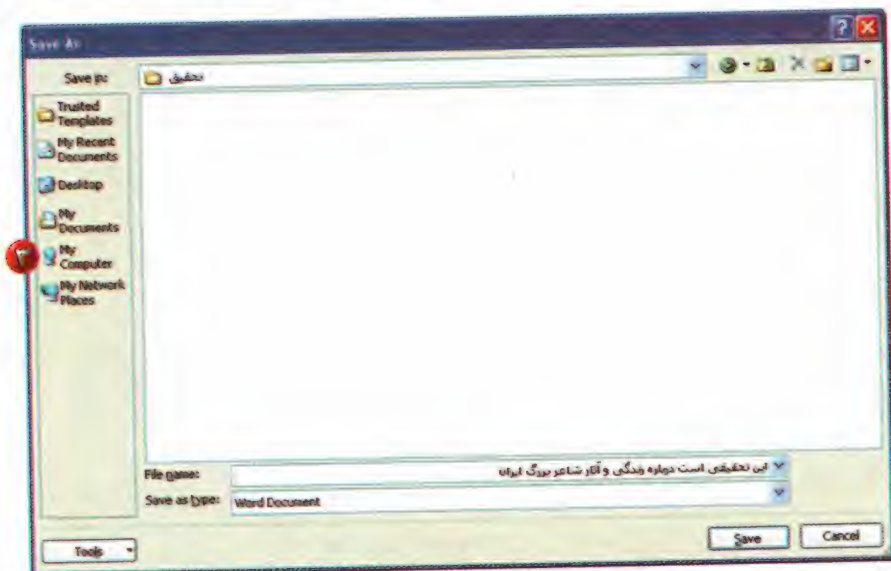 Save As
Save in:
تحقیق
Trusted
Templates
My Recent
Documents
Desktop
My
Documents
My
Computer
My Network
Places
File name:
این تحقیقی است درباره زندگی و آثار شاعر بزرگ ایران
Save as type:
Word Document
Tools
Save
Cancel